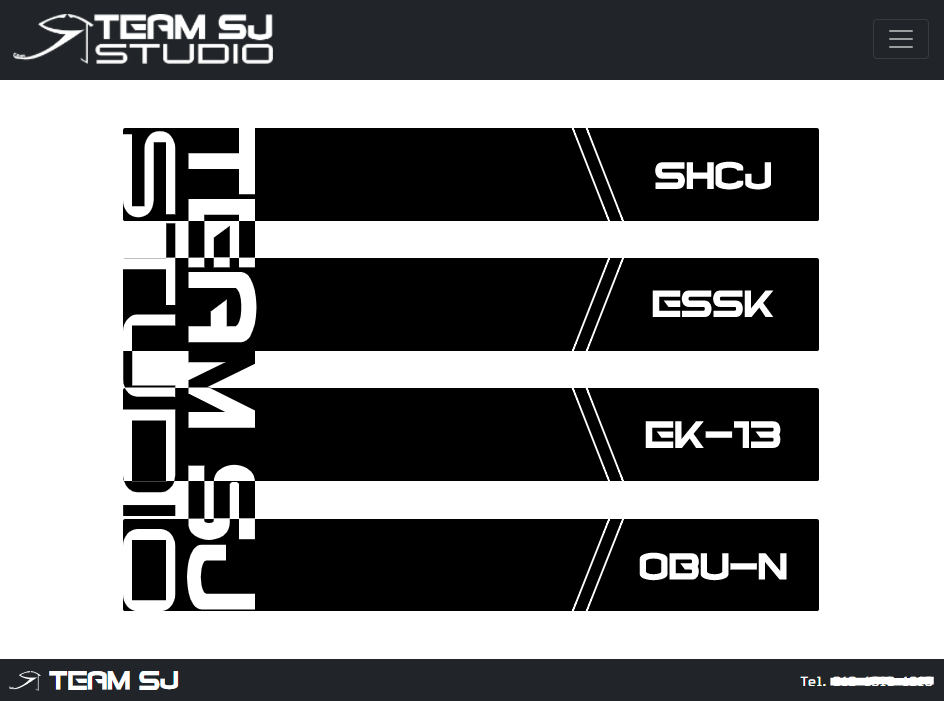 TEAM SJ
STUDIO
SHCJ
ESSK
EK-13
OBU-N
TEAM SJ
STUDIO
TEAM SJ
Tel.